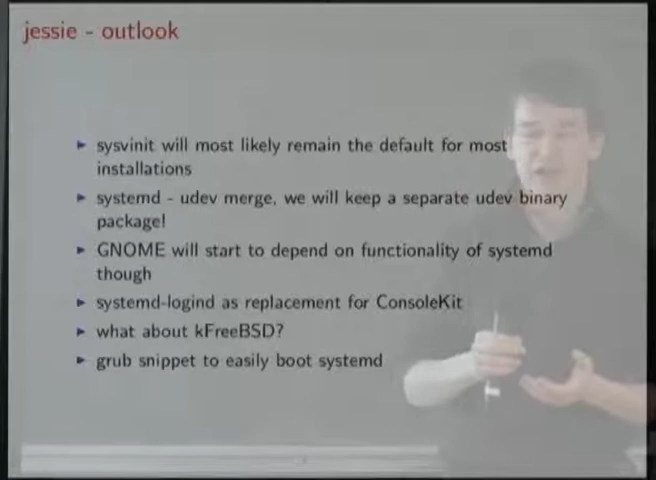 jessie - outlook
sysvinit will most likely remain the default for most
installations
systemd - udev merge, we will keep a separate udev binary
package!
GNOME will start to depend on functionality of systemd
though
systemd-logind as replacement for ConsoleKit
what about kFreeBSD?
grub snippet to easily boot systemd